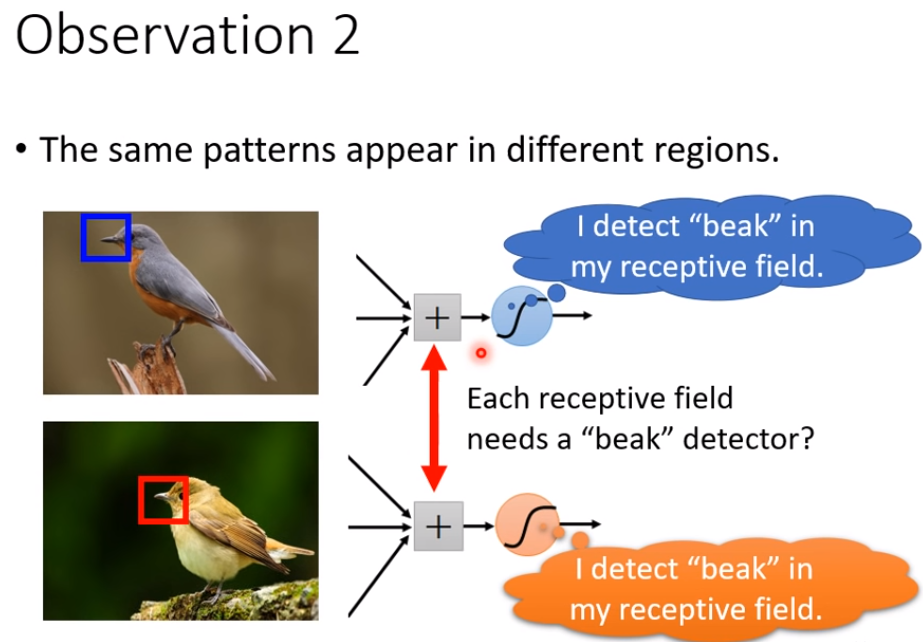 Observation 2
• The same patterns appear in different regions.
I detect “beak” in
my receptive field.
+
Each receptive field
needs a “beak” detector?
+
I detect “beak” in
my receptive field.